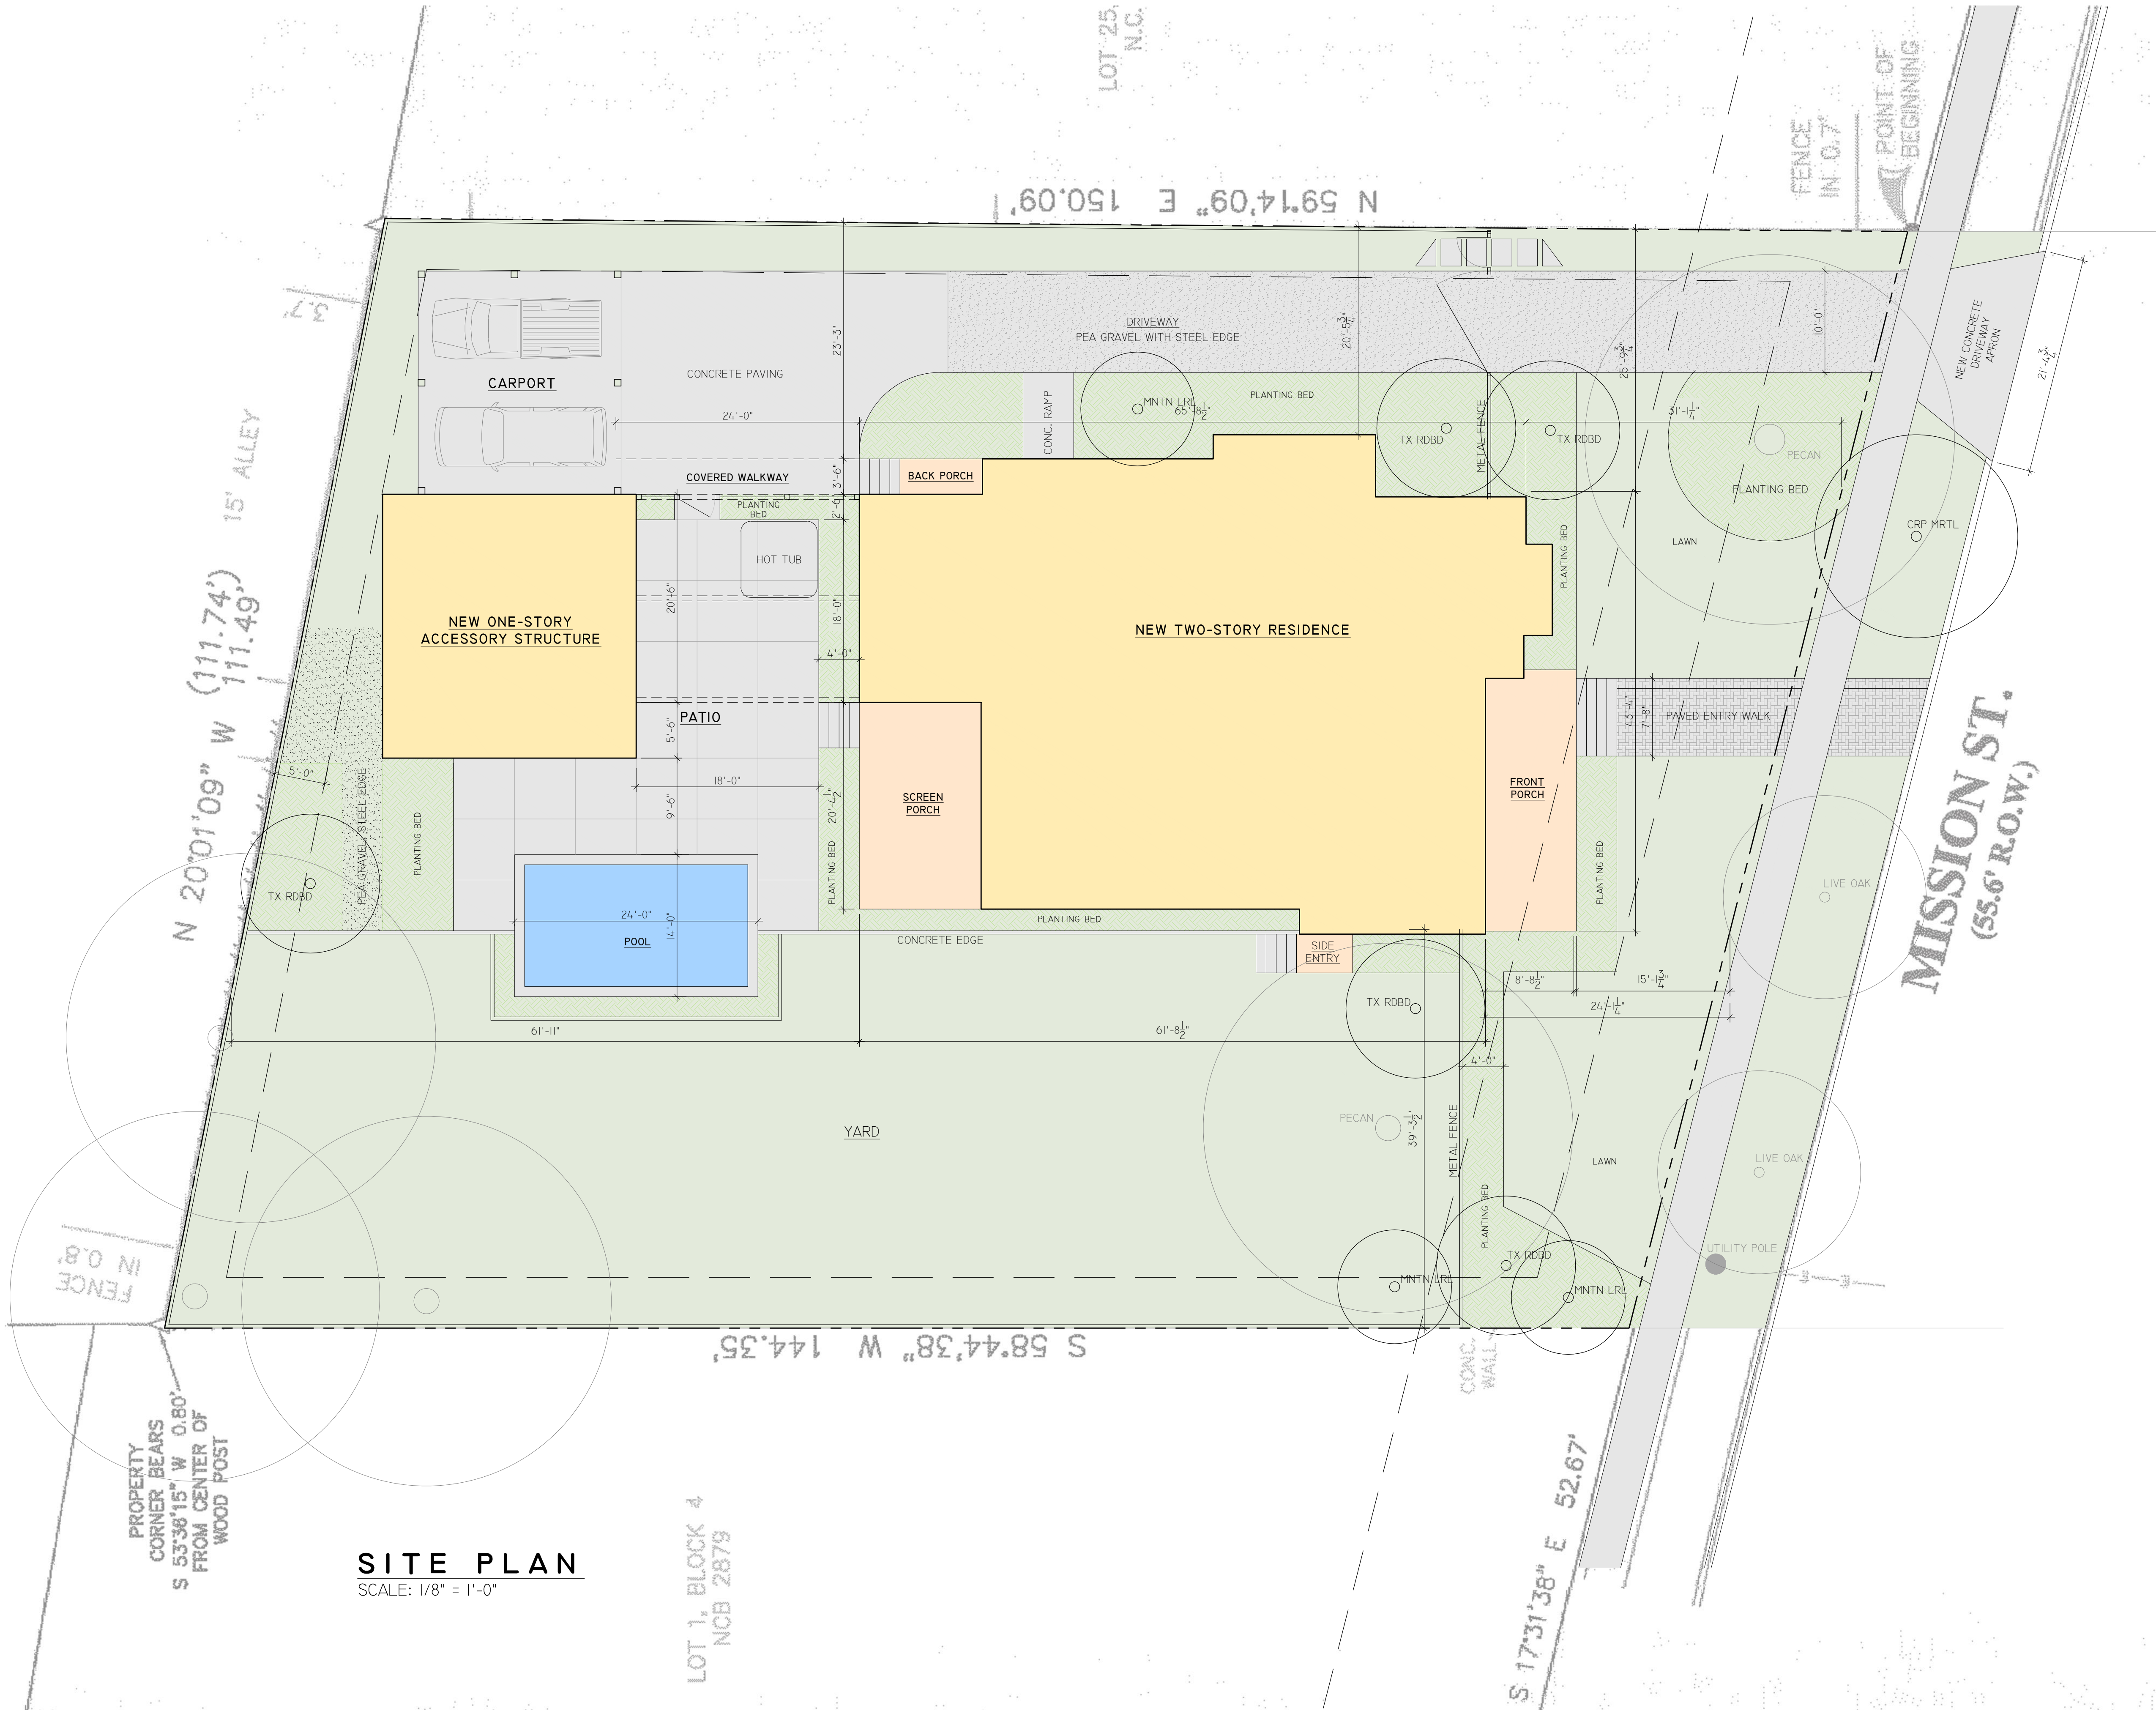 LOT 25,
N.C.
POINT OF
BEGINNING
FENCE
IN 0.7'
N 59°14'09" E 150.09'
3.7'
DRIVEWAY
PEA GRAVEL WITH STEEL EDGE
NEW CONCRETE
DRIVEWAY
APRON
21'-4 3/4"
10'-0"
23'-3"
20'-5 3/4"
25'-9 3/4"
CARPORT
CONCRETE PAVING
CONC. RAMP
MNTN LRL
PLANTING BED
24'-0"
65'-8 1/2"
31'-1 1/4"
TX RDBD
METAL FENCE
TX RDBD
PECAN
PLANTING BED
15' ALLEY
COVERED WALKWAY
3'-6"
BACK PORCH
2'-6"
PLANTING
BED
CRP MRTL
HOT TUB
PLANTING BED
LAWN
20'-6"
18'-0"
NEW ONE-STORY
ACCESSORY STRUCTURE
NEW TWO-STORY RESIDENCE
4'-0"
N 20°01'09" W (111.74')
111.49'
PATIO
5'-6"
43'-4"
7'-8"
PAVED ENTRY WALK
MISSION ST.
(55.6' R.O.W.)
5'-0"
18'-0"
PEA GRAVEL, STEEL EDGE
PLANTING BED
9'-6"
20'-4 1/2"
SCREEN
PORCH
FRONT
PORCH
PLANTING BED
PLANTING BED
TX RDBD
LIVE OAK
24'-0"
14'-0"
POOL
PLANTING BED
CONCRETE EDGE
SIDE
ENTRY
8'-8 1/2"
15'-1 3/4"
TX RDBD
24'-1 1/4"
61'-11"
61'-8 1/2"
4'-0"
YARD
PECAN
39'-3 1/2"
METAL FENCE
LAWN
LIVE OAK
PLANTING BED
UTILITY POLE
TX RDBD
MNTN LRL
MNTN LRL
FENCE
IN 0.8'
S 58°44'38" W 144.35'
CONC.
WALL
PROPERTY
CORNER BEARS
S 53°38'15" W 0.80'
FROM CENTER OF
WOOD POST
LOT 1, BLOCK 4
NCB 2879
S 17°31'38" E 52.67'
SITE PLAN
SCALE: 1/8" = 1'-0"